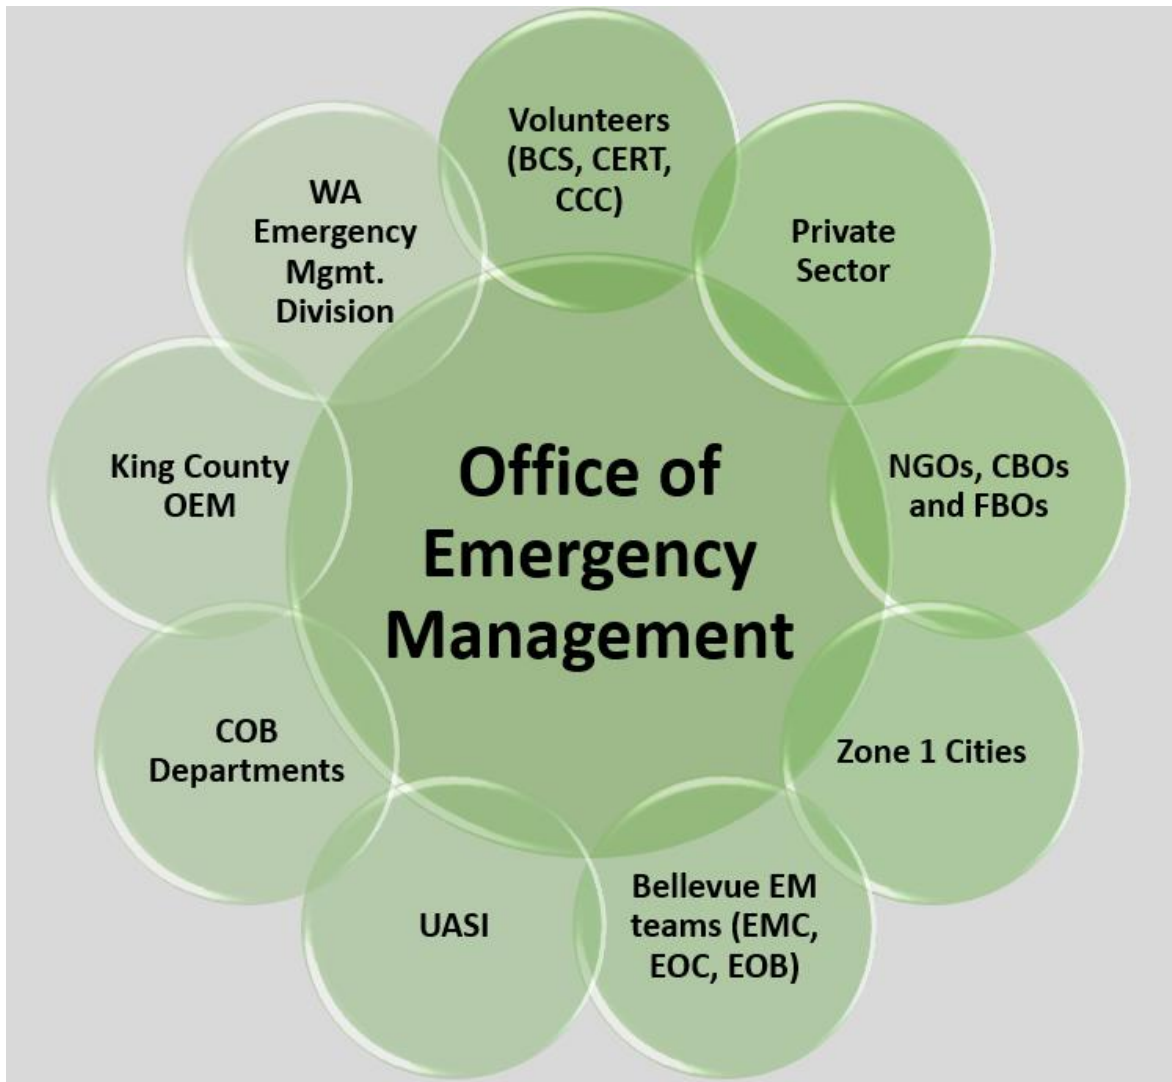 Volunteers
(BCS, CERT,
CCC)
Private
Sector
NGOs, CBOs
and FBOs
Zone 1 Cities
Bellevue EM
teams (EMC,
EOC, EOB)
UASI
COB
Departments
King County
OEM
WA
Emergency
Mgmt.
Division
Office of
Emergency
Management